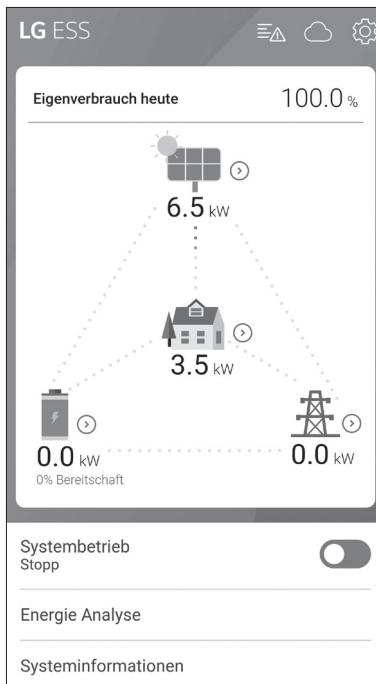 LG ESS
Eigenverbrauch heute 100.0 %
6.5 kW
3.5 kW
0.0 kW
0% Bereitschaft
0.0 kW
Systembetrieb
Stopp
Energie Analyse
Systeminformationen